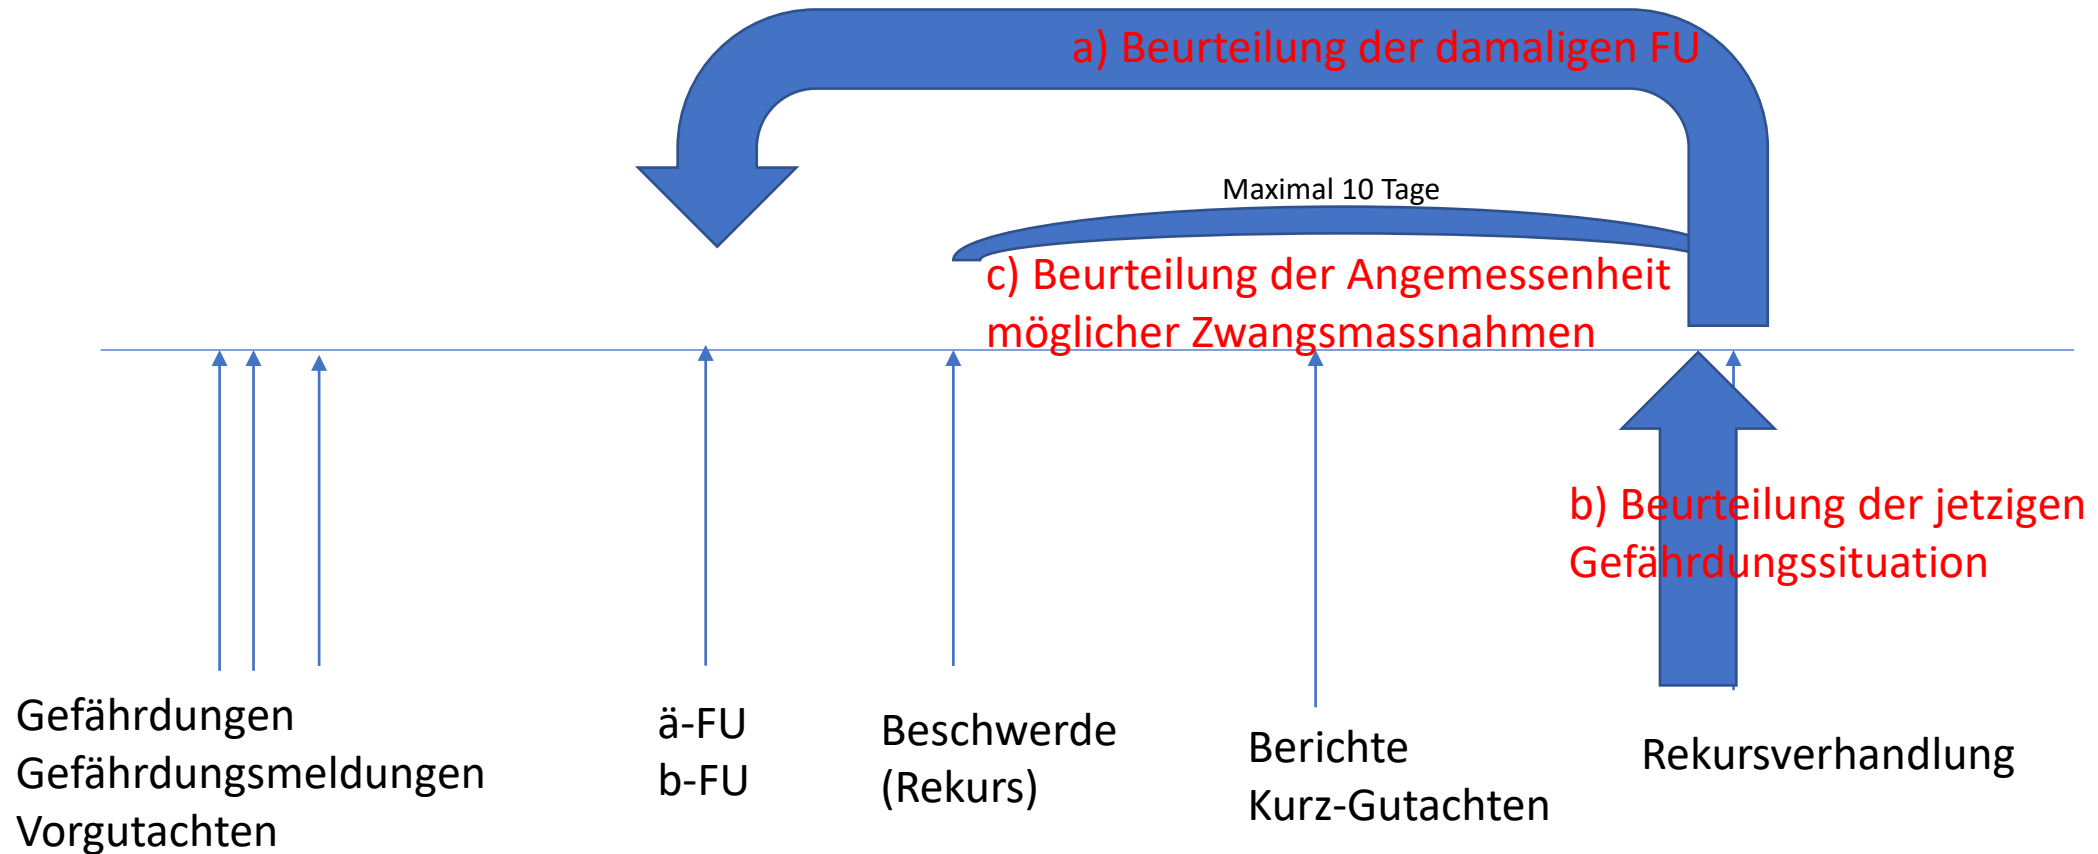 a) Beurteilung der damaligen FU
Maximal 10 Tage
c) Beurteilung der Angemessenheit
möglicher Zwangsmassnahmen
b) Beurteilung der jetzigen
Gefährdungssituation
Gefährdungen
Gefährdungsmeldungen
Vorgutachten
ä-FU
b-FU
Beschwerde
(Rekurs)
Berichte
Kurz-Gutachten
Rekursverhandlung